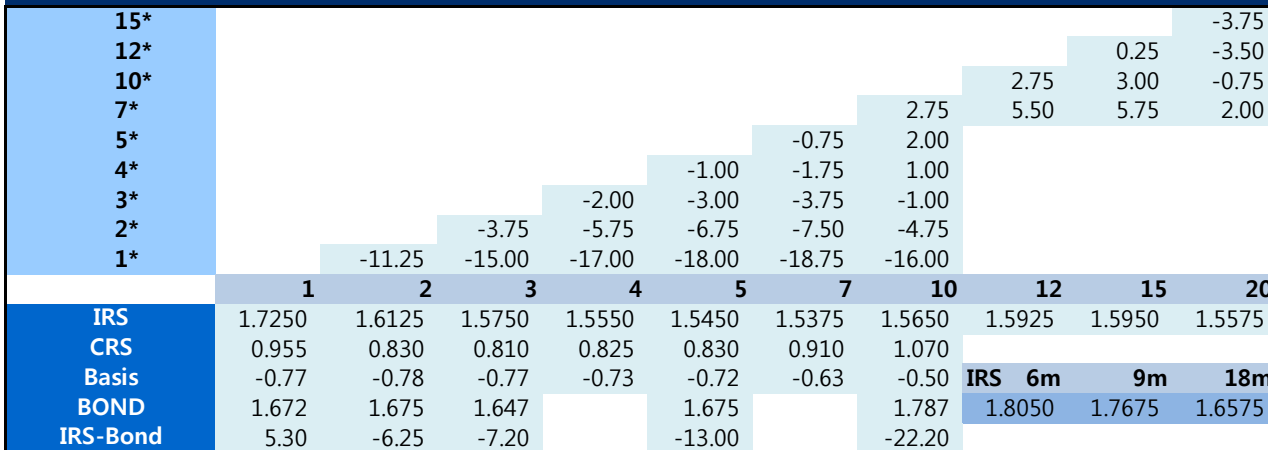 15* -3.75
12* 0.25 -3.50
10* 2.75 3.00 -0.75
7* 2.75 5.50 5.75 2.00
5* -0.75 2.00
4* -1.00 -1.75 1.00
3* -2.00 -3.00 -3.75 -1.00
2* -3.75 -5.75 -6.75 -7.50 -4.75
1* -11.25 -15.00 -17.00 -18.00 -18.75 -16.00
1 2 3 4 5 7 10 12 15 20
IRS 1.7250 1.6125 1.5750 1.5550 1.5450 1.5375 1.5650 1.5925 1.5950 1.5575
CRS 0.955 0.830 0.810 0.825 0.830 0.910 1.070
Basis -0.77 -0.78 -0.77 -0.73 -0.72 -0.63 -0.50 IRS 6m 9m 18m
BOND 1.672 1.675 1.647 1.675 1.787 1.8050 1.7675 1.6575
IRS-Bond 5.30 -6.25 -7.20 -13.00 -22.20